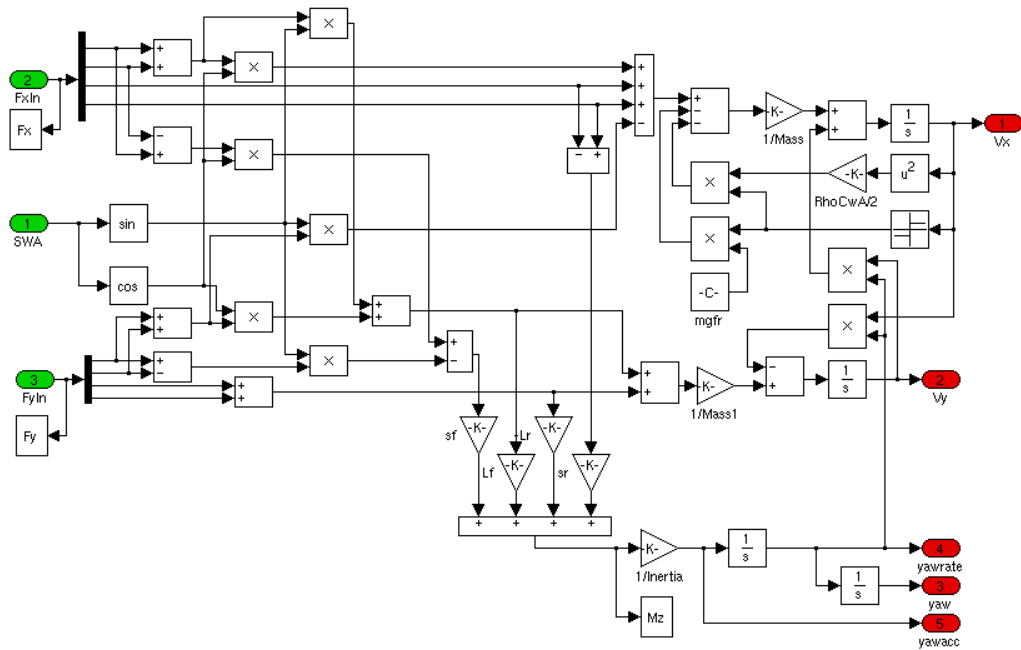 2
FxIn
Fx
1
SWA
sin
cos
3
FyIn
Fy
+
+
×
×
-
+
×
×
+
+
×
+
-
×
+
+
+
+
+
-
+
-
-
-K-
1/Mass
+
+
1
s
1
Vx
- +
×
-K-
RhoCwA/2
u2
×
-C-
mgfr
×
×
+
+
+
-
+
+
-K-
1/Mass1
-
+
1
s
2
Vy
-K-
sf
-K-
Lf
-K-
-Lr
-K-
sr
+ + + +
-K-
1/Inertia
1
s
4
yawrate
1
s
3
yaw
Mz
5
yawacc